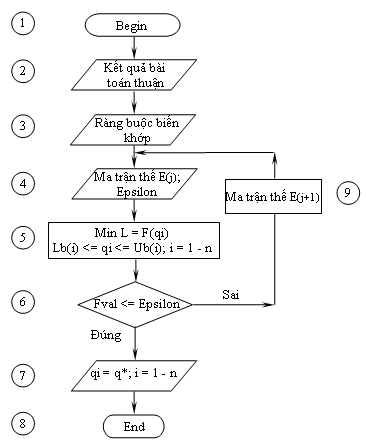 1
Begin
2
Kết quả bài
toán thuận
3
Ràng buộc biến
khớp
4
Ma trận thế E(j);
Epsilon
Ma trận thế E(j+1)
9
5
Min L = F(qi)
Lb(i) <= qi <= Ub(i); i = 1 - n
6
Fval <= Epsilon
Sai
Đúng
7
qi = q*; i = 1 - n
8
End